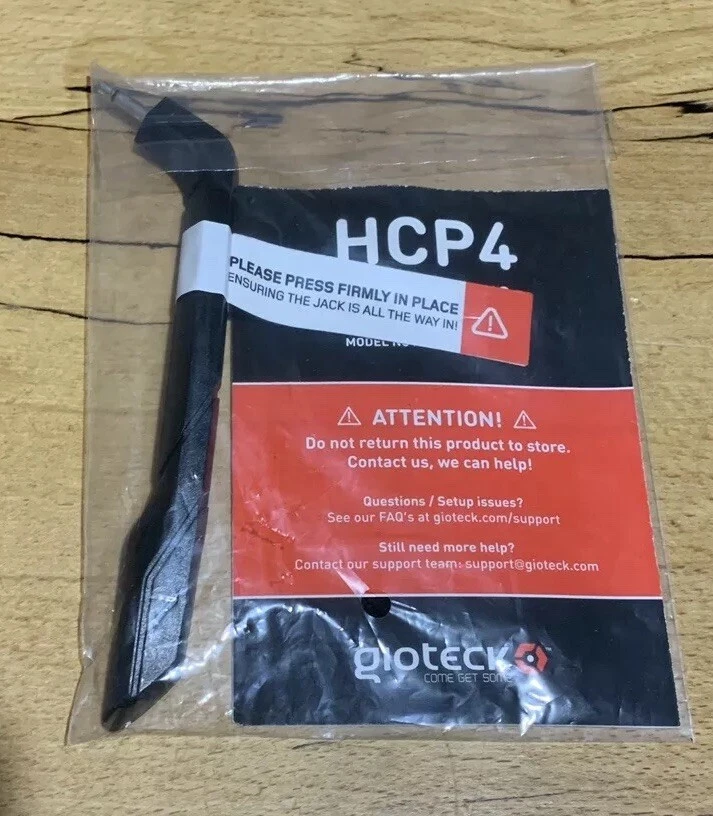 HCP4
PLEASE PRESS FIRMLY IN PLACE
ENSURING THE JACK IS ALL THE WAY IN!
MODEL
ATTENTION!
Do not return this product to store.
Contact us, we can help!
Questions / Setup issues?
See our FAQ's at gioteck.com/support
Still need more help?
Contact our support team: support@gioteck.com
gioteck
COME GET SOME